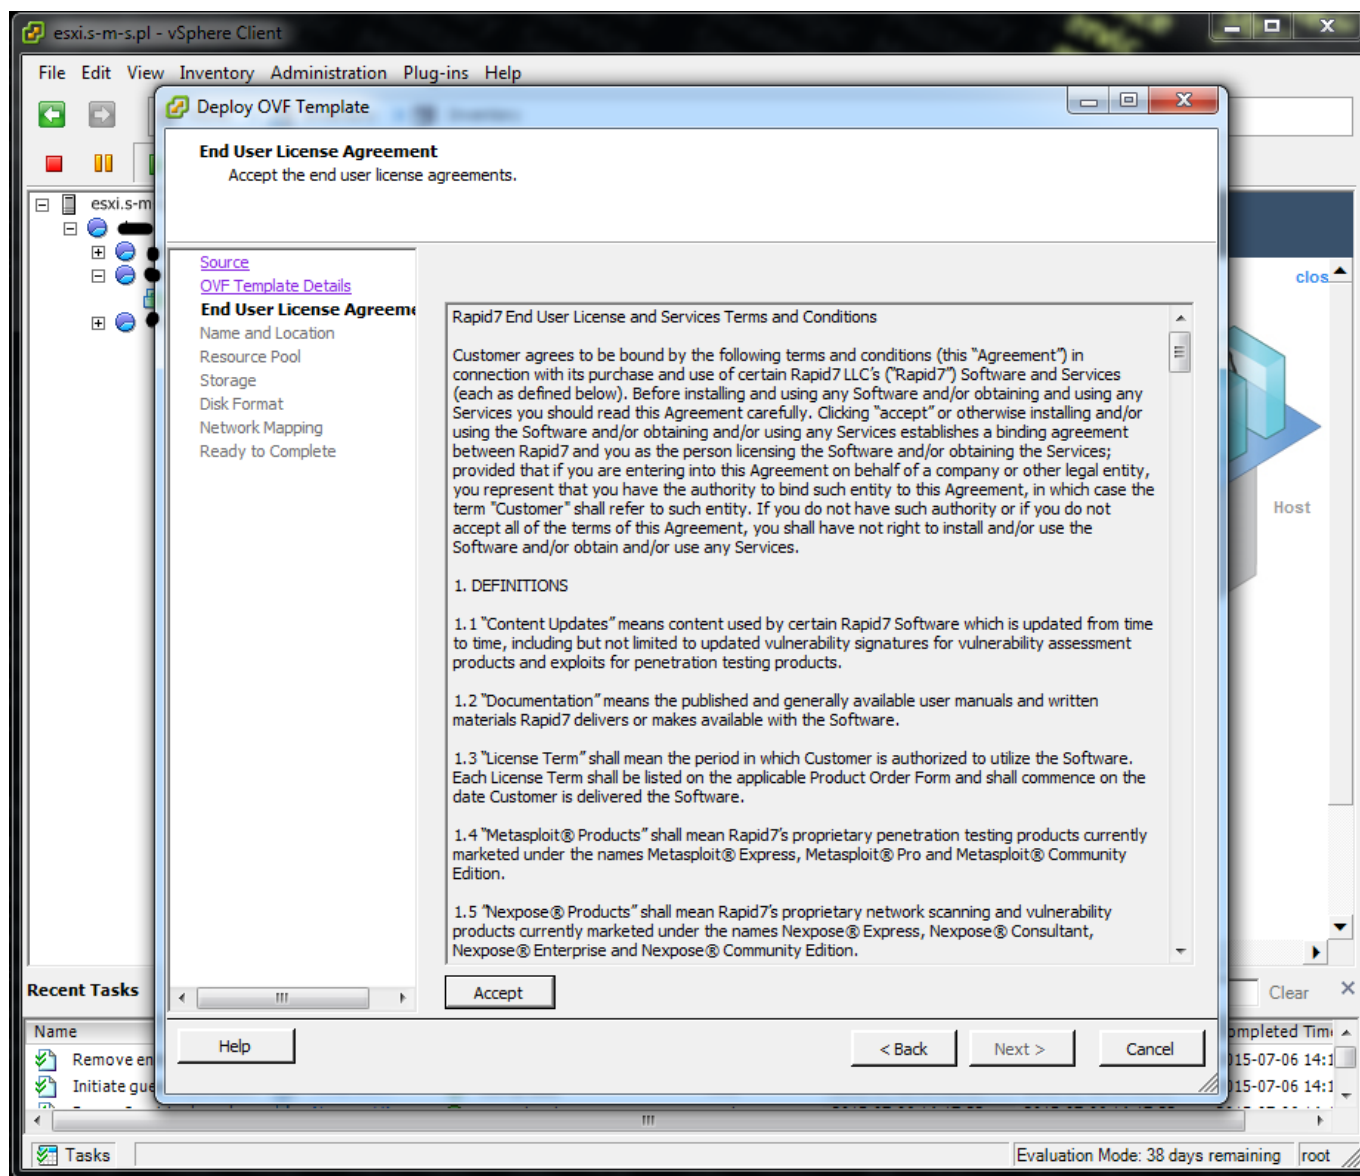 esxi.s-m-s.pl - vSphere Client
File Edit View Inventory Administration Plug-ins Help
Deploy OVF Template
Inventory
End User License Agreement
Accept the end user license agreements.
esxi.s-m
Source
OVF Template Details
End User License Agreeme
Name and Location
Resource Pool
Storage
Disk Format
Network Mapping
Ready to Complete
Rapid7 End User License and Services Terms and Conditions
Customer agrees to be bound by the following terms and conditions (this "Agreement") in
connection with its purchase and use of certain Rapid7 LLC's ("Rapid7") Software and Services
(each as defined below). Before installing and using any Software and/or obtaining and using any
Services you should read this Agreement carefully. Clicking "accept" or otherwise installing and/or
using the Software and/or obtaining and/or using any Services establishes a binding agreement
between Rapid7 and you as the person licensing the Software and/or obtaining the Services;
provided that if you are entering into this Agreement on behalf of a company or other legal entity,
you represent that you have the authority to bind such entity to this Agreement, in which case the
term "Customer" shall refer to such entity. If you do not have such authority or if you do not
accept all of the terms of this Agreement, you shall have not right to install and/or use the
Software and/or obtain and/or use any Services.
1. DEFINITIONS
1.1 "Content Updates" means content used by certain Rapid7 Software which is updated from time
to time, including but not limited to updated vulnerability signatures for vulnerability assessment
products and exploits for penetration testing products.
1.2 "Documentation" means the published and generally available user manuals and written
materials Rapid7 delivers or makes available with the Software.
1.3 "License Term" shall mean the period in which Customer is authorized to utilize the Software.
Each License Term shall be listed on the applicable Product Order Form and shall commence on the
date Customer is delivered the Software.
1.4 "Metasploit® Products" shall mean Rapid7's proprietary penetration testing products currently
marketed under the names Metasploit® Express, Metasploit® Pro and Metasploit® Community
Edition.
1.5 "Nexpose® Products" shall mean Rapid7's proprietary network scanning and vulnerability
products currently marketed under the names Nexpose® Express, Nexpose® Consultant,
Nexpose® Enterprise and Nexpose® Community Edition.
Accept
Help
< Back Next > Cancel
clos
Host
Recent Tasks
Clear
Name
ompleted Tim
Remove en
015-07-06 14:1
Initiate gue
015-07-06 14:1
Tasks
Evaluation Mode: 38 days remaining
root